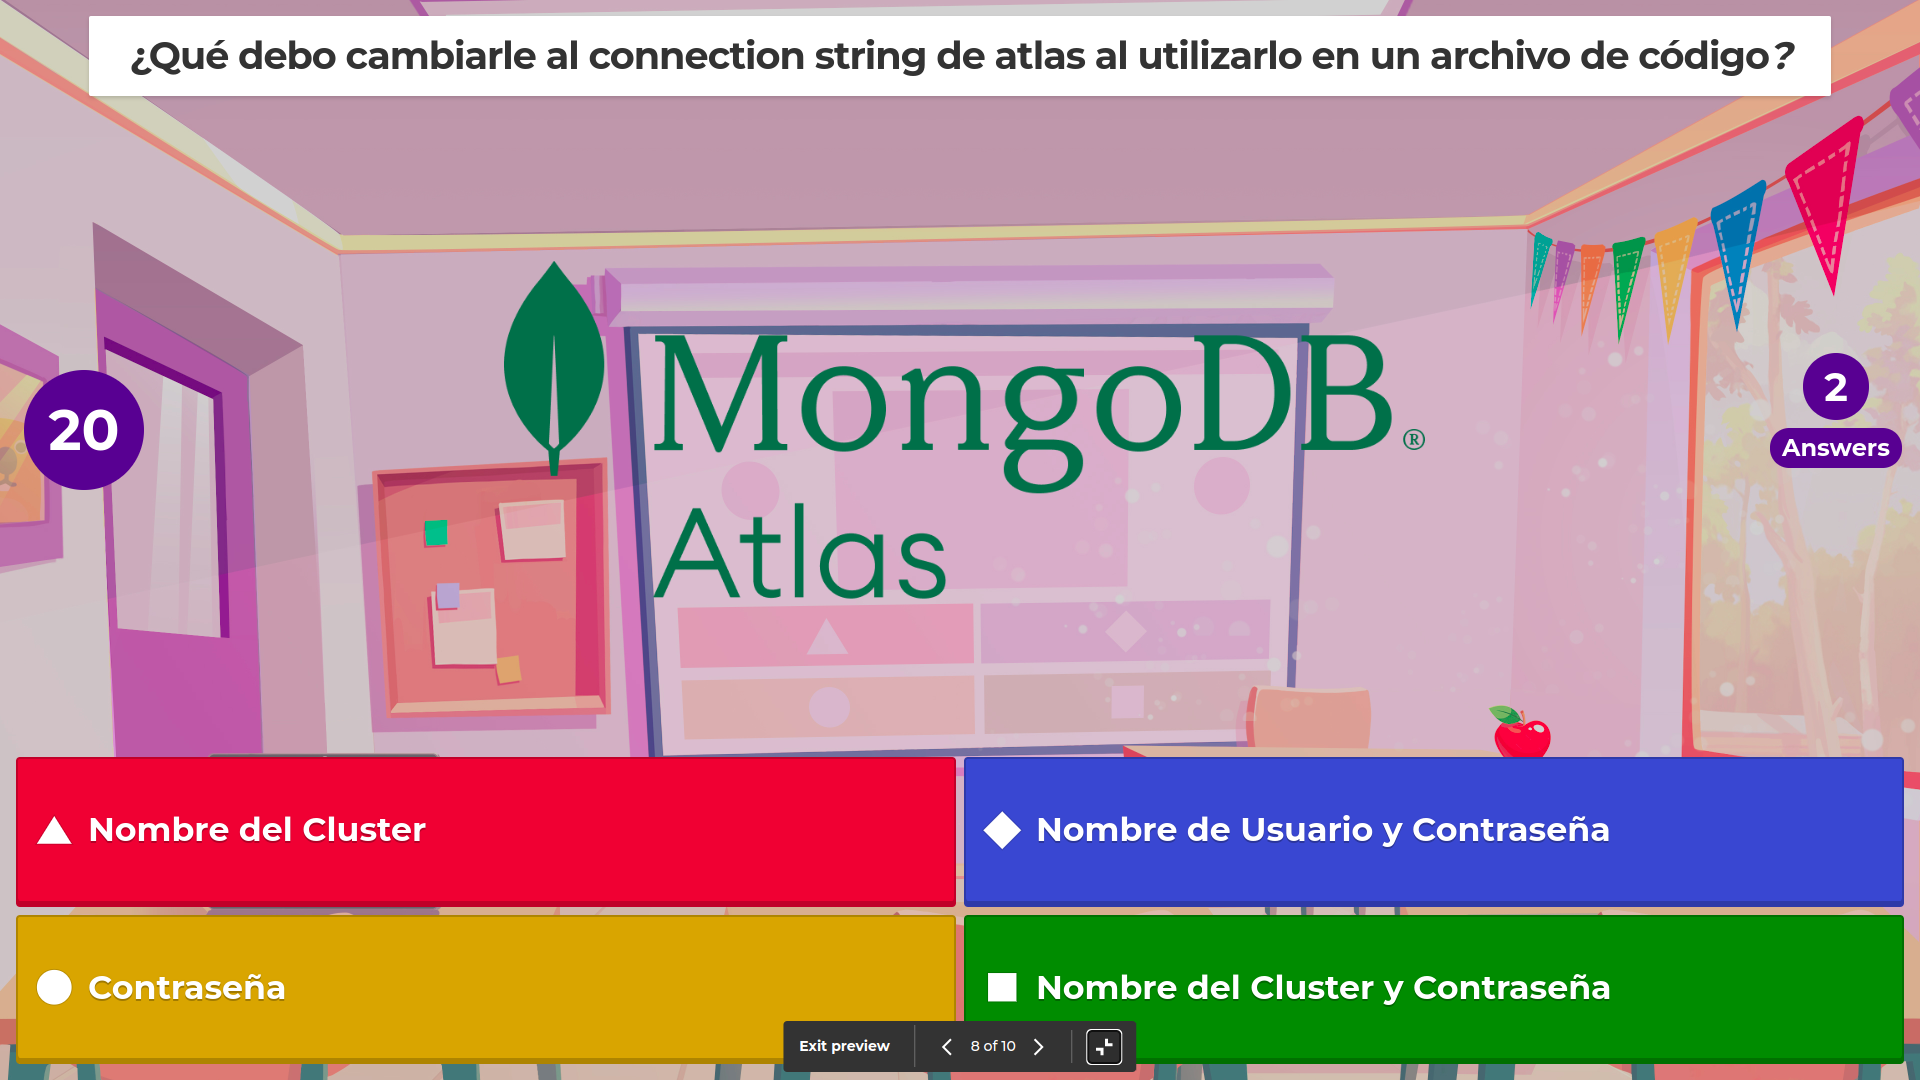 ¿Qué debo cambiarle al connection string de atlas al utilizarlo en un archivo de código?
20
2
Answers
MongoDB®
Atlas
Nombre del Cluster
Nombre de Usuario y Contraseña
Contraseña
Nombre del Cluster y Contraseña
Exit preview
8 of 10